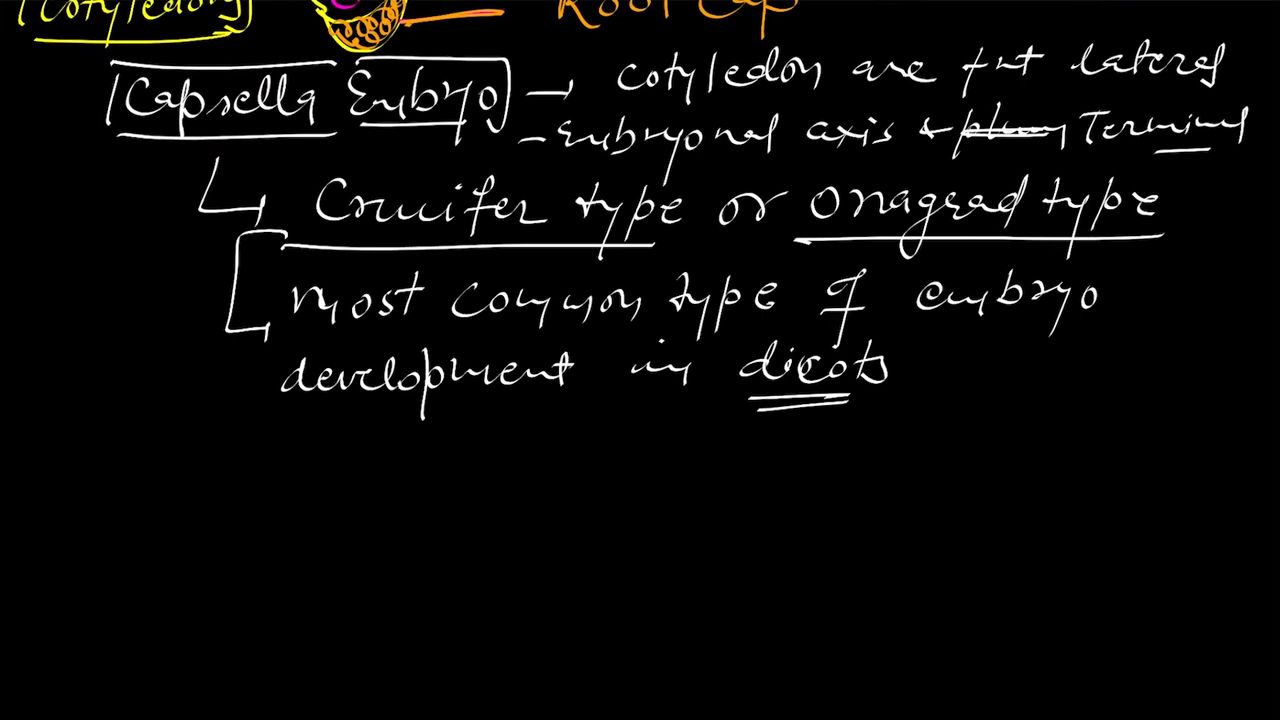 (Cotyledons) Root Cap
Capsella Embryo → Cotyledon are lateral
- Embryonal axis Terminal
Crucifer type or Onagrad type
most common type of embryo
development in dicots